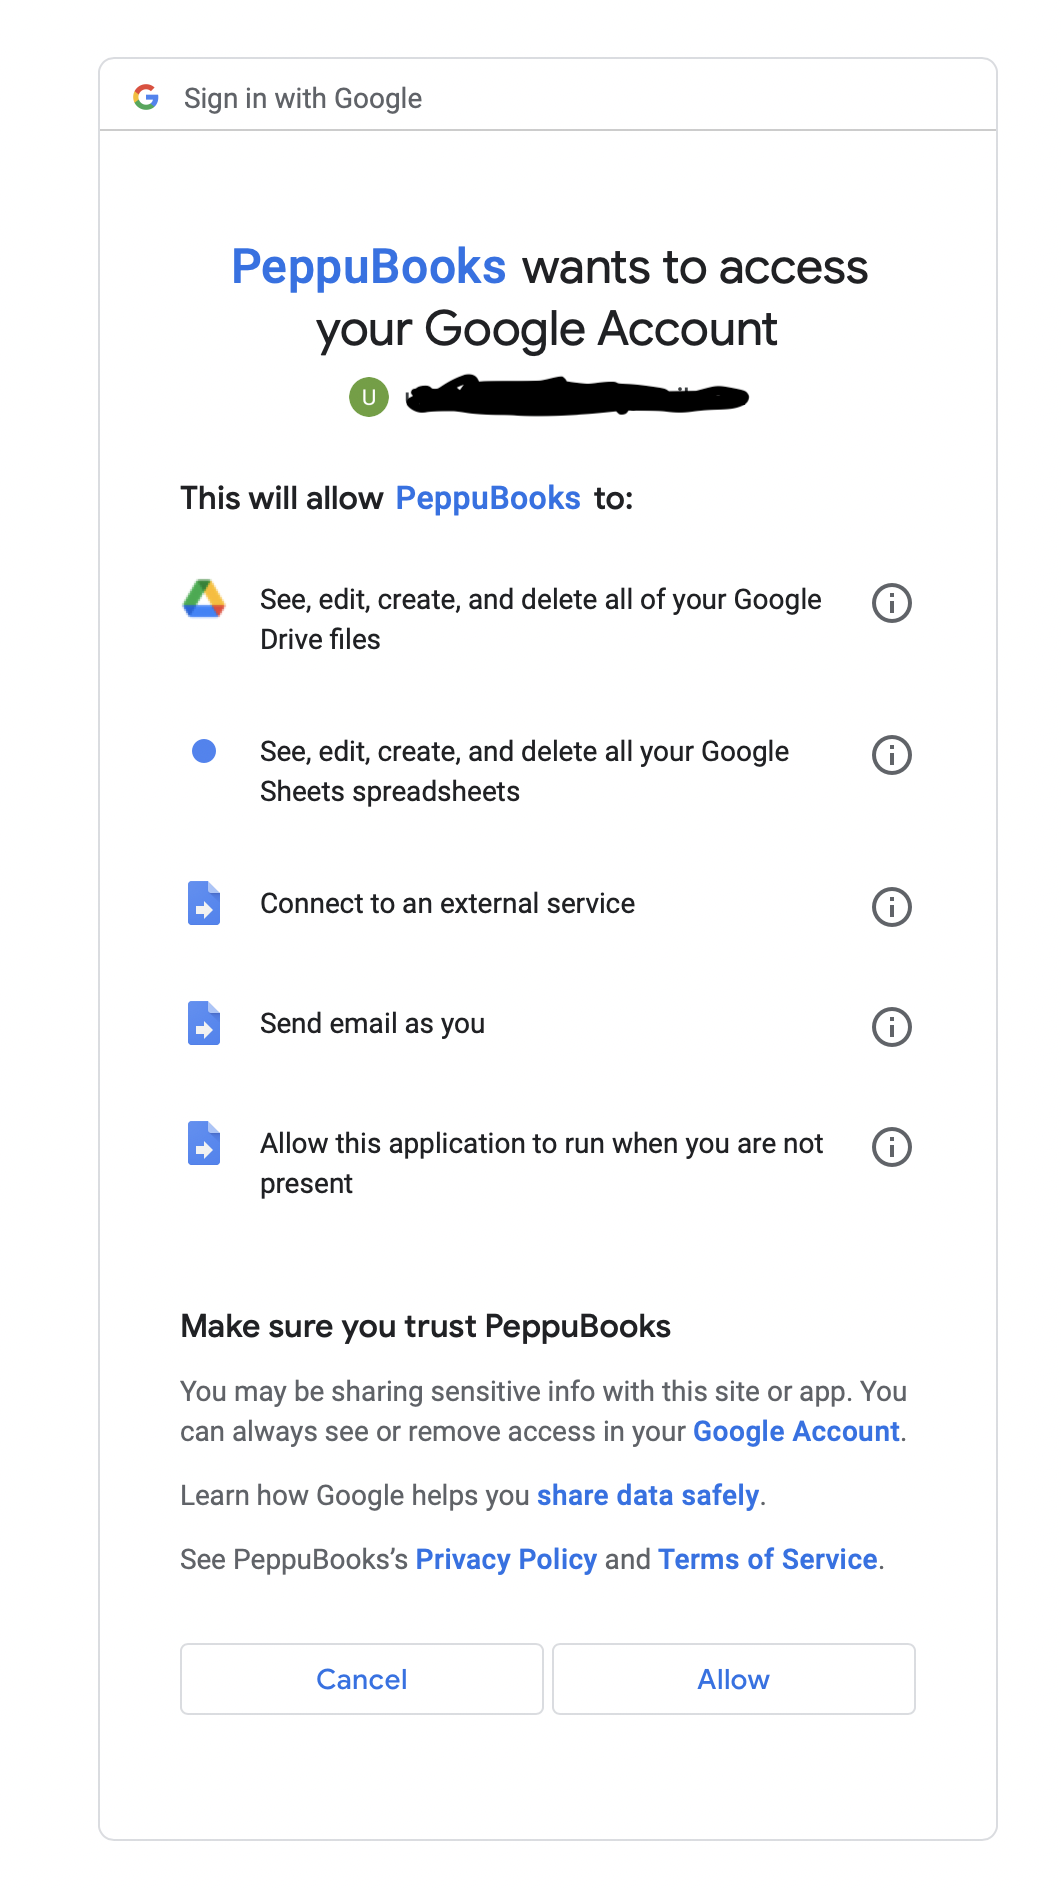 Sign in with Google
PeppuBooks wants to access
your Google Account
U
This will allow PeppuBooks to:
See, edit, create, and delete all of your Google
Drive files
See, edit, create, and delete all your Google
Sheets spreadsheets
Connect to an external service
Send email as you
Allow this application to run when you are not
present
Make sure you trust PeppuBooks
You may be sharing sensitive info with this site or app. You
can always see or remove access in your Google Account.
Learn how Google helps you share data safely.
See PeppuBooks’s Privacy Policy and Terms of Service.
Cancel
Allow